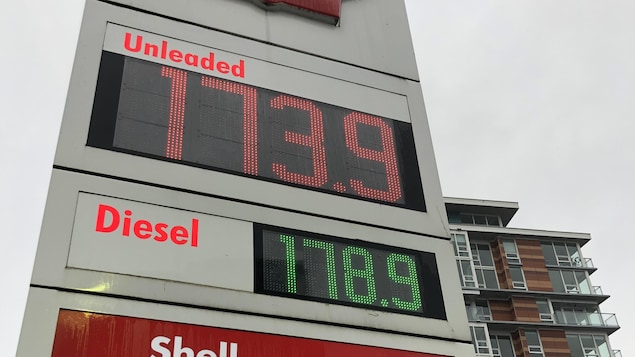 Unleaded
173.9
Diesel
178.9
Shell